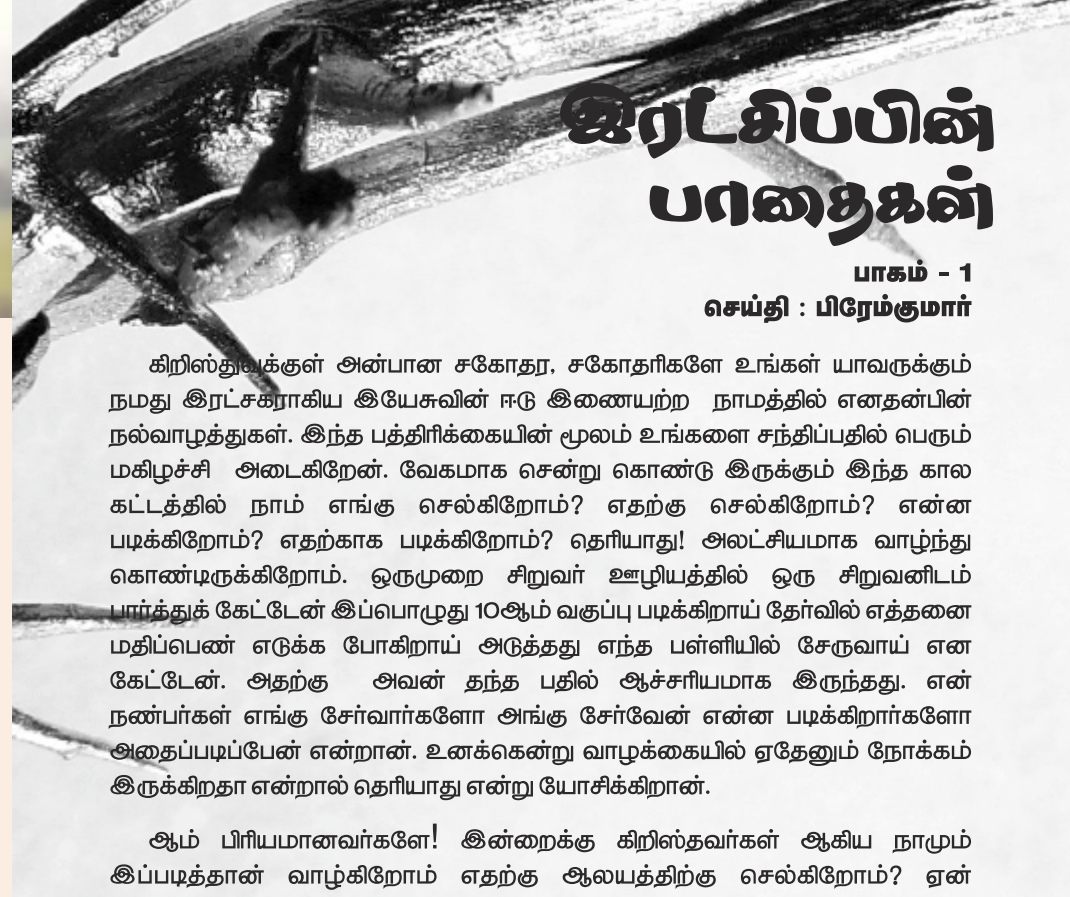 இரட்சிப்பின்
பாதைகள்
பாகம் - 1
செய்தி : பிரேம்குமார்
கிறிஸ்துவுக்குள் அன்பான சகோதர, சகோதரிகளே உங்கள் யாவருக்கும்
நமது இரட்சகராகிய இயேசுவின் ஈடு இணையற்ற நாமத்தில் எனதன்பின்
நல்வாழத்துகள். இந்த பத்திரிக்கையின் மூலம் உங்களை சந்திப்பதில் பெரும்
மகிழச்சி அடைகிறேன். வேகமாக சென்று கொண்டு இருக்கும் இந்த கால
கட்டத்தில் நாம் எங்கு செல்கிறோம்? எதற்கு செல்கிறோம்? என்ன
படிக்கிறோம்? எதற்காக படிக்கிறோம்? தெரியாது! அலட்சியமாக வாழ்ந்து
கொண்டிருக்கிறோம். ஒருமுறை சிறுவர் ஊழியத்தில் ஒரு சிறுவனிடம்
பார்த்துக் கேட்டேன் இப்பொழுது 10ஆம் வகுப்பு படிக்கிறாய் தேர்வில் எத்தனை
மதிப்பெண் எடுக்க போகிறாய் அடுத்தது எந்த பள்ளியில் சேருவாய் என
கேட்டேன். அதற்கு அவன் தந்த பதில் ஆச்சரியமாக இருந்தது. என்
நண்பர்கள் எங்கு சேர்வார்களோ அங்கு சேர்வேன் என்ன படிக்கிறார்களோ
அதைப்படிப்பேன் என்றான். உனக்கென்று வாழக்கையில் ஏதேனும் நோக்கம்
இருக்கிறதா என்றால் தெரியாது என்று யோசிக்கிறான்.
ஆம் பிரியமானவர்களே! இன்றைக்கு கிறிஸ்தவர்கள் ஆகிய நாமும்
இப்படித்தான் வாழ்கிறோம் எதற்கு ஆலயத்திற்கு செல்கிறோம்? ஏன்